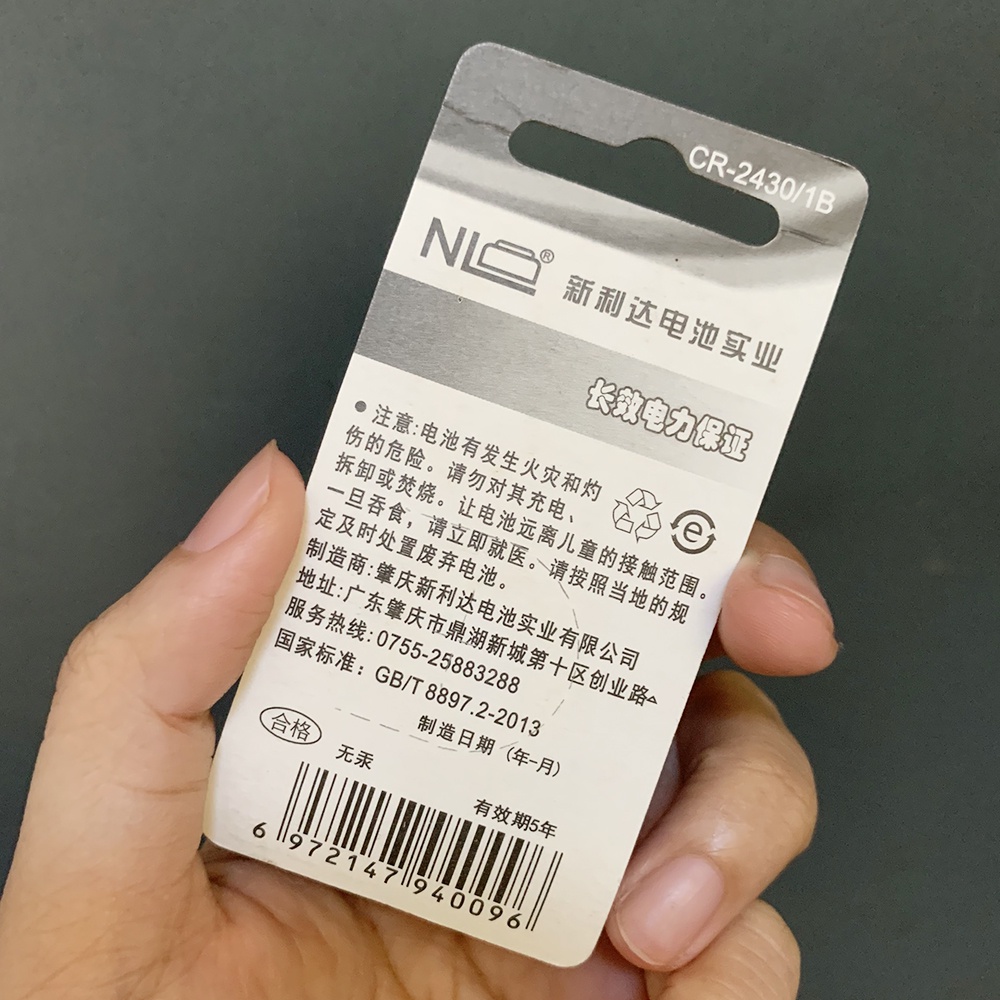 CR-2430/1B
NL ®
新利达电池实业
长效电力保证
● 注意:电池有发生火灾和灼
伤的危险。请勿对其充电、
拆卸或焚烧。让电池远离儿童的接触范围。
一旦吞食，请立即就医。请按照当地的规
定及时处置废弃电池。
制造商:肇庆新利达电池实业有限公司
地址:广东肇庆市鼎湖新城第十区创业路
服务热线:0755-25883288
国家标准：GB/T 8897.2-2013
制造日期（年-月）
合格
无汞
有效期5年
6 972147 940096
e